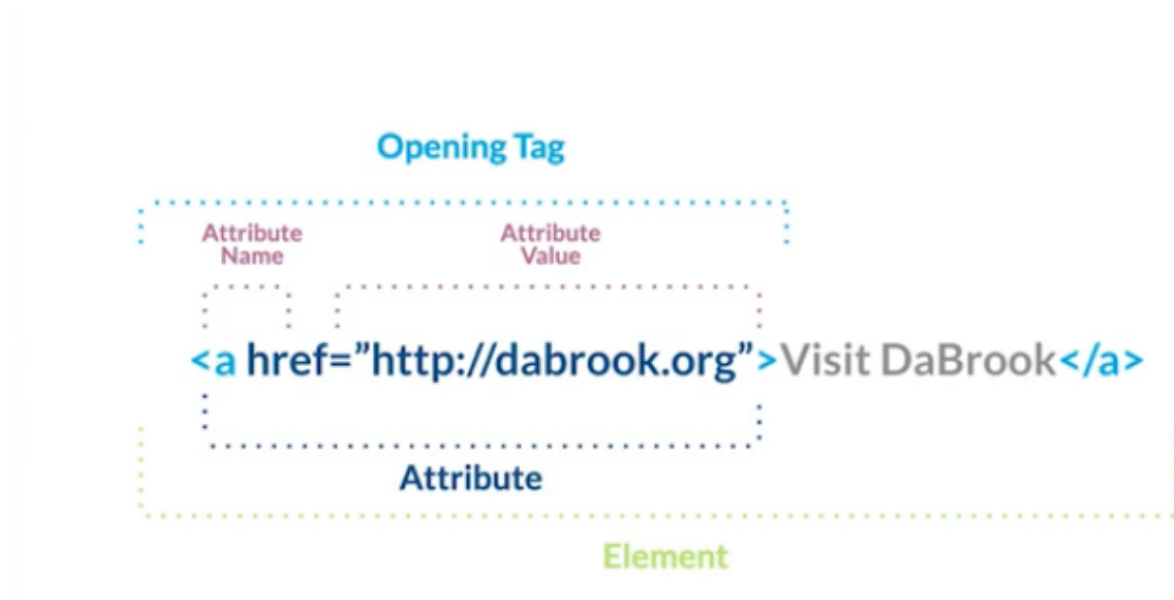 Opening Tag
Attribute
Name
Attribute
Value
<a href=”http://dabrook.org”>Visit DaBrook</a>
Attribute
Element